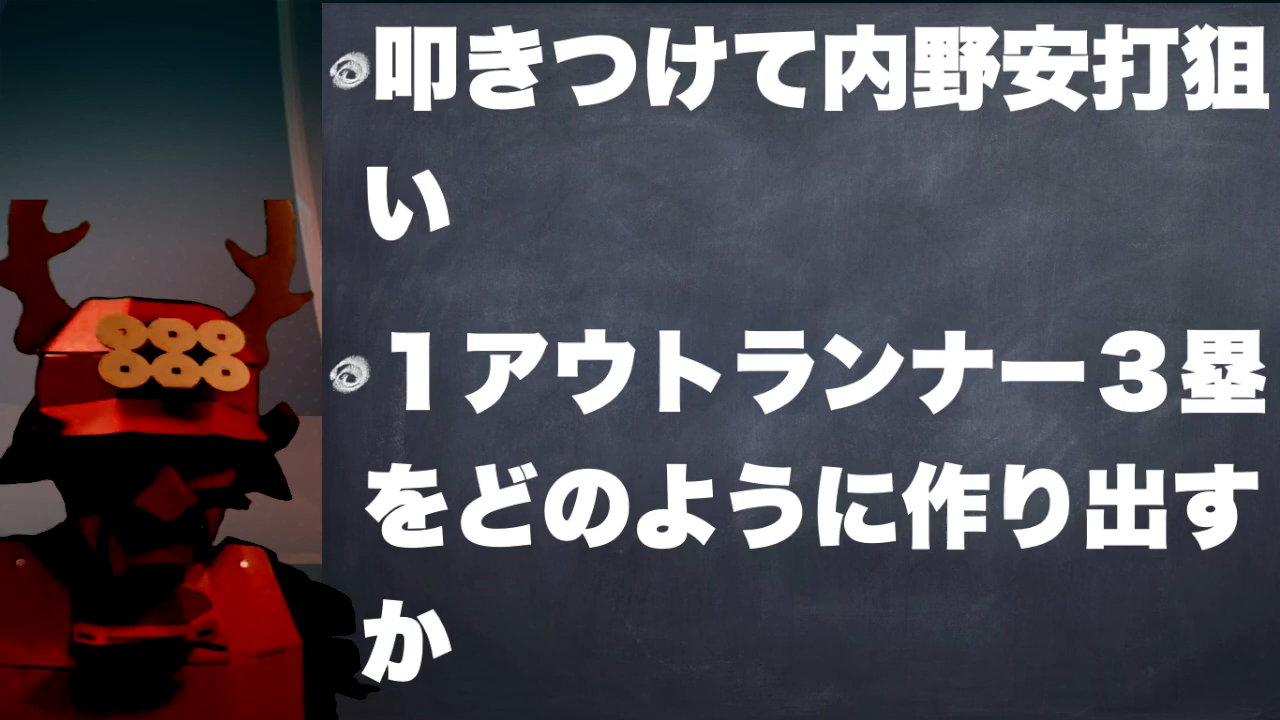 叩きつけて内野安打狙
い
１アウトランナー３塁
をどのように作り出す
か